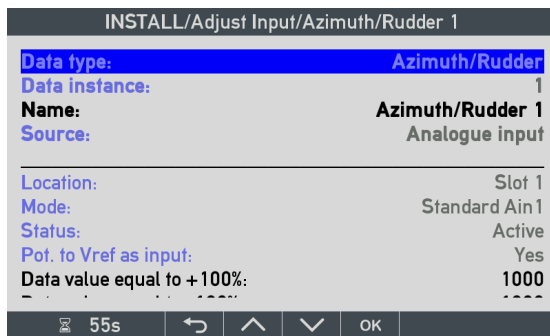 INSTALL/Adjust Input/Azimuth/Rudder 1
Data type: Azimuth/Rudder
Data instance: 1
Name: Azimuth/Rudder 1
Source: Analogue input
Location: Slot 1
Mode: Standard Ain1
Status: Active
Pot. to Vref as input: Yes
Data value equal to +100%: 1000
55s OK